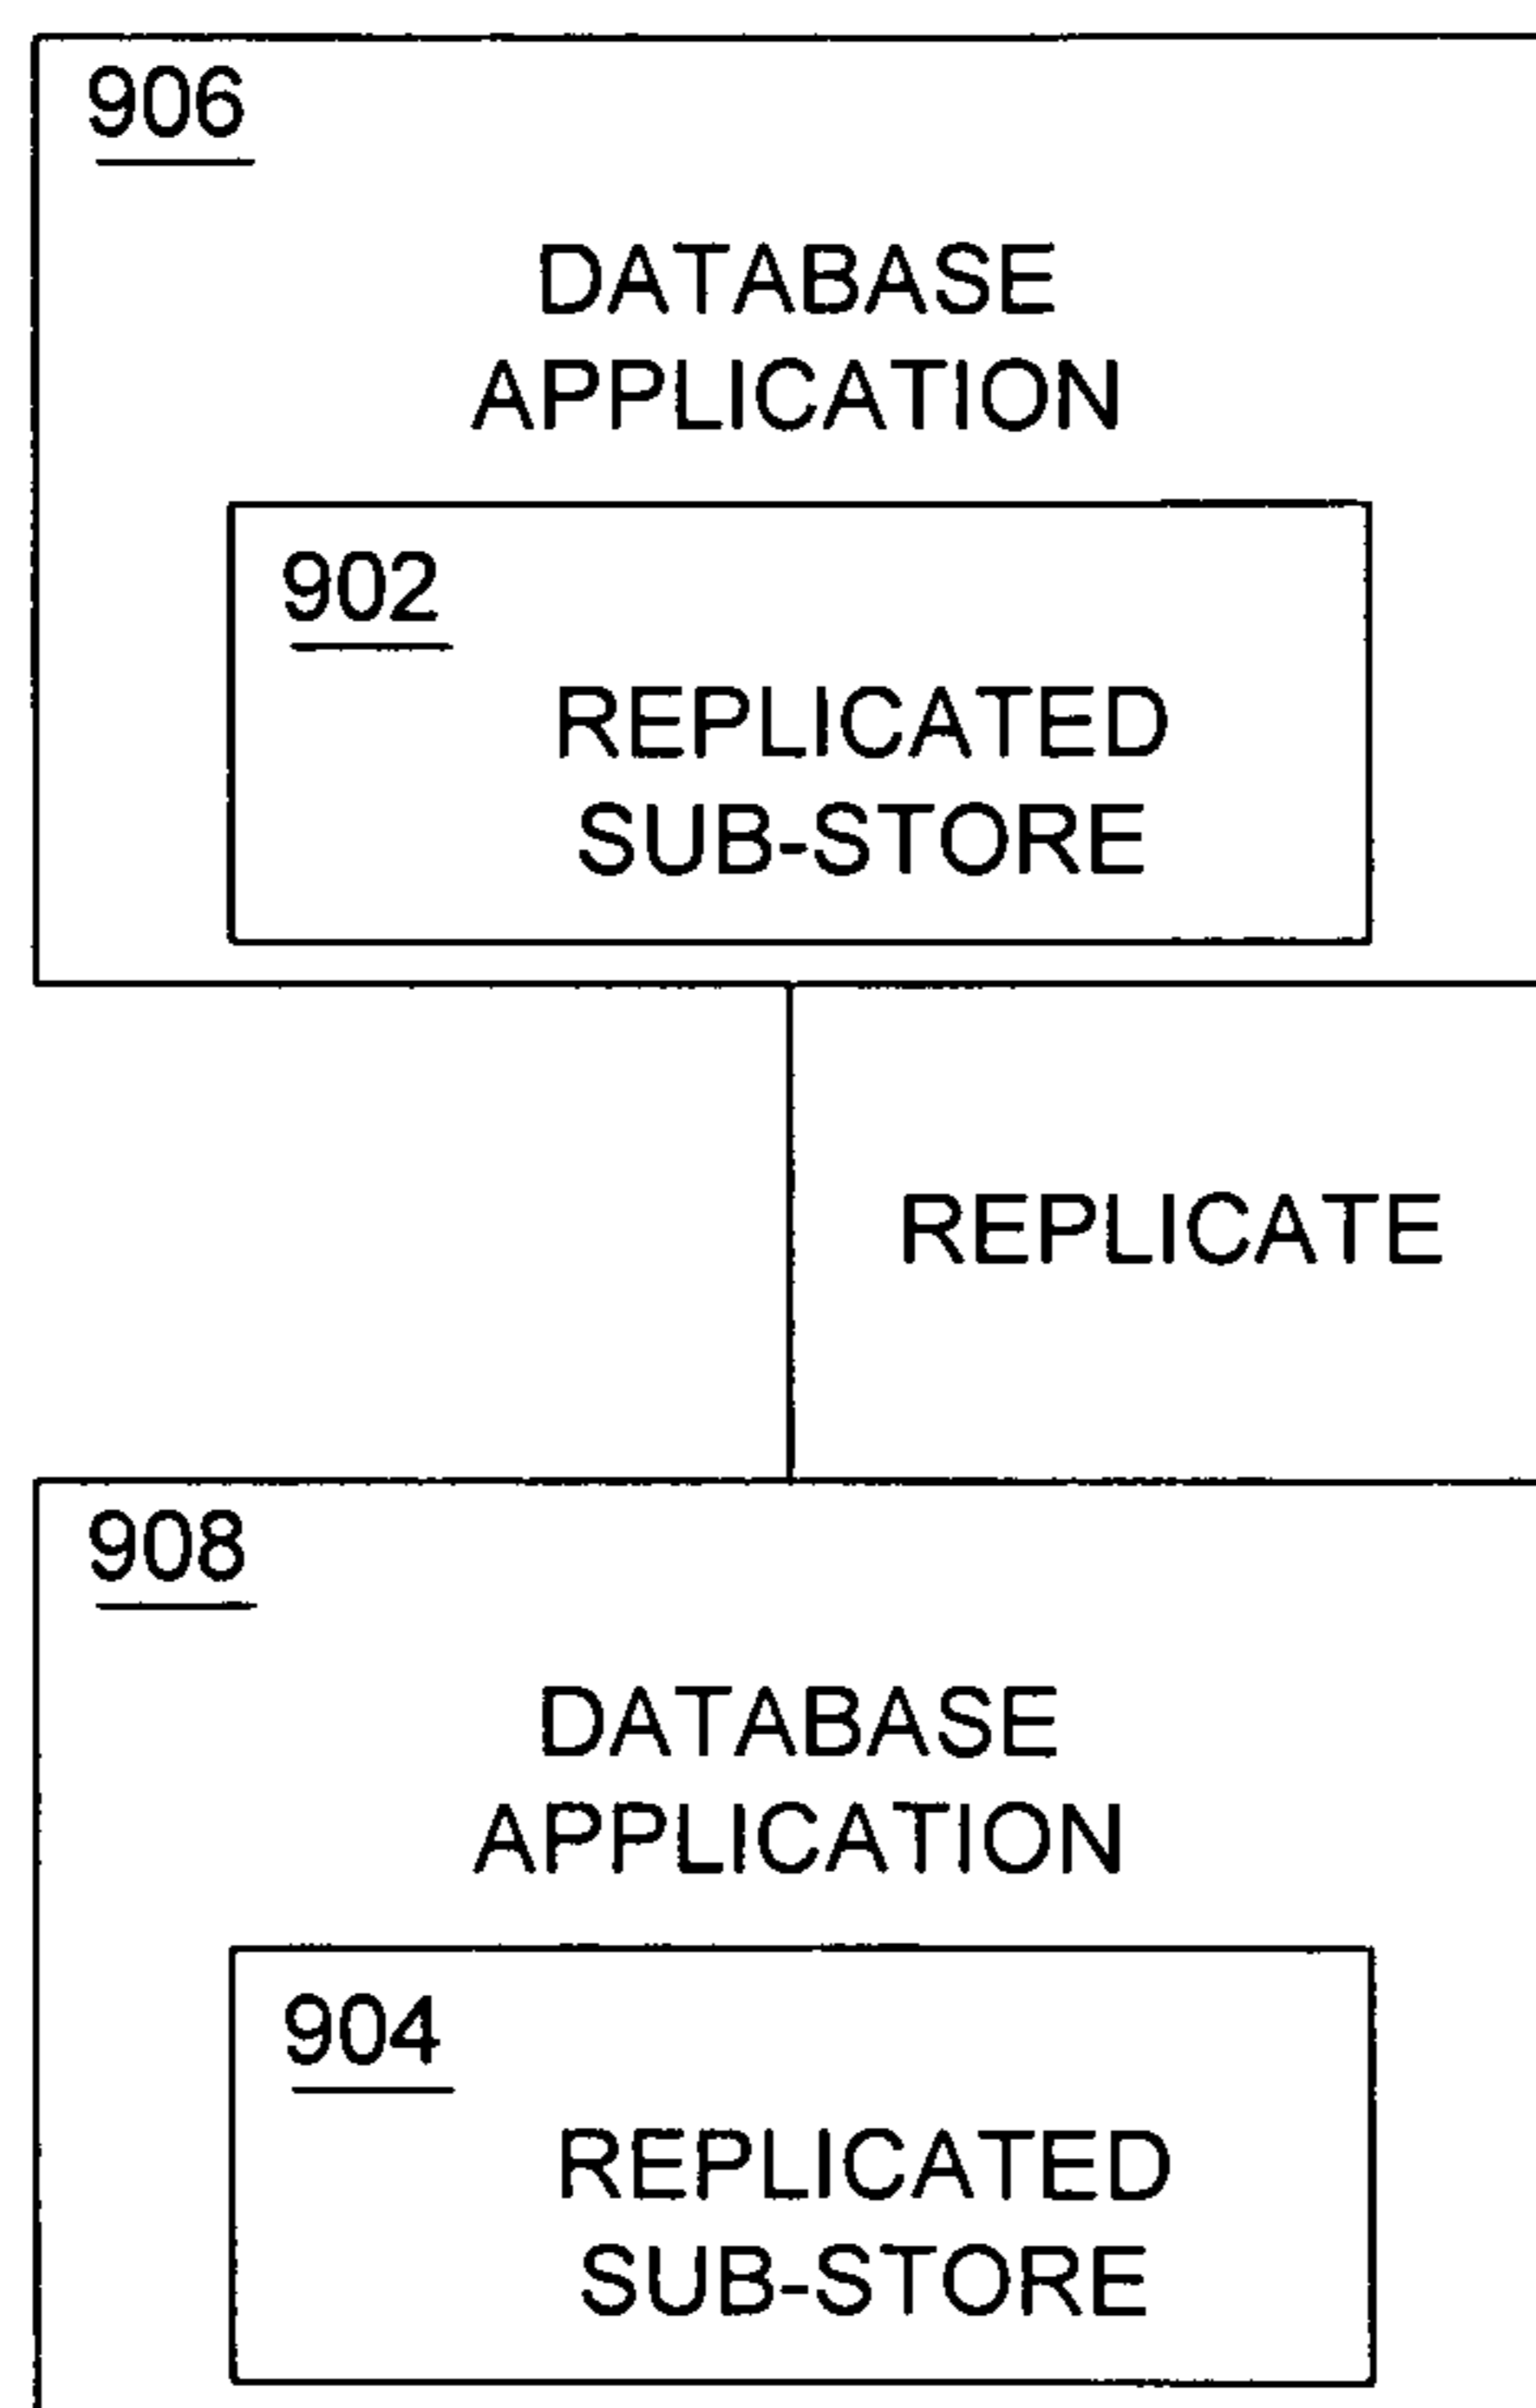 906
DATABASE
APPLICATION
902
REPLICATED
SUB-STORE
REPLICATE
908
DATABASE
APPLICATION
904
REPLICATED
SUB-STORE